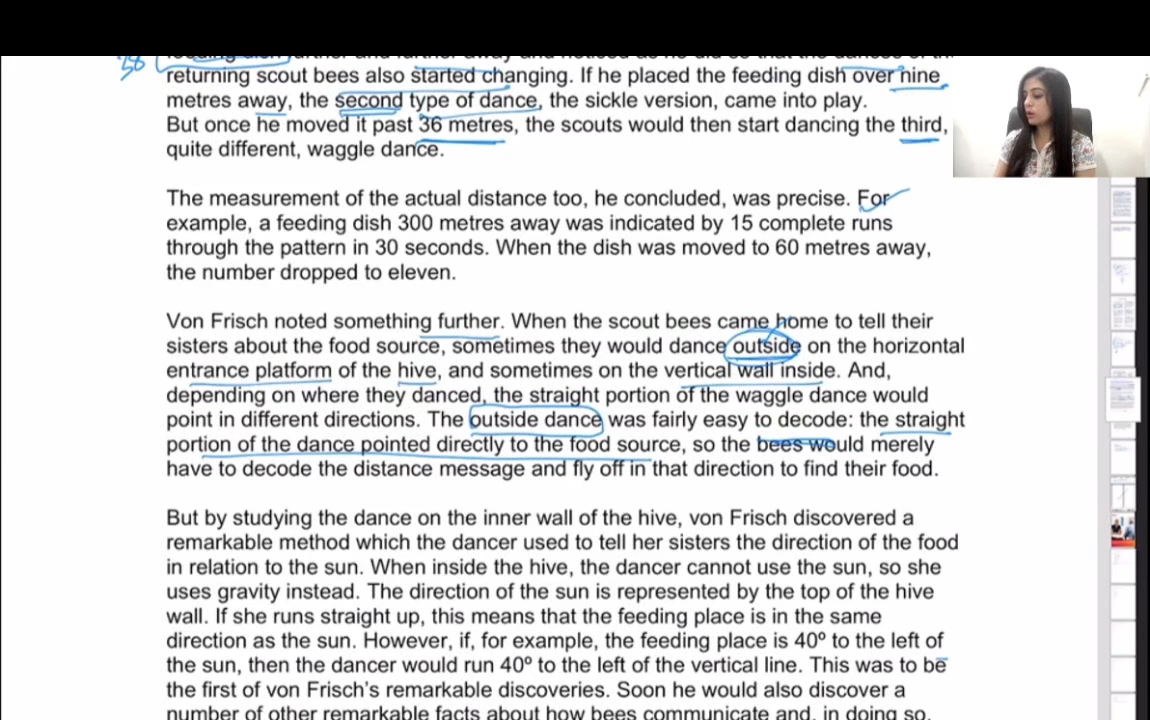 38
returning scout bees also started changing. If he placed the feeding dish over nine
metres away, the second type of dance, the sickle version, came into play.
But once he moved it past 36 metres, the scouts would then start dancing the third,
quite different, waggle dance.
The measurement of the actual distance too, he concluded, was precise. For
example, a feeding dish 300 metres away was indicated by 15 complete runs
through the pattern in 30 seconds. When the dish was moved to 60 metres away,
the number dropped to eleven.
Von Frisch noted something further. When the scout bees came home to tell their
sisters about the food source, sometimes they would dance outside on the horizontal
entrance platform of the hive, and sometimes on the vertical wall inside. And,
depending on where they danced, the straight portion of the waggle dance would
point in different directions. The outside dance was fairly easy to decode: the straight
portion of the dance pointed directly to the food source, so the bees would merely
have to decode the distance message and fly off in that direction to find their food.
But by studying the dance on the inner wall of the hive, von Frisch discovered a
remarkable method which the dancer used to tell her sisters the direction of the food
in relation to the sun. When inside the hive, the dancer cannot use the sun, so she
uses gravity instead. The direction of the sun is represented by the top of the hive
wall. If she runs straight up, this means that the feeding place is in the same
direction as the sun. However, if, for example, the feeding place is 40º to the left of
the sun, then the dancer would run 40º to the left of the vertical line. This was to be
the first of von Frisch's remarkable discoveries. Soon he would also discover a
number of other remarkable facts about how bees communicate and, in doing so,